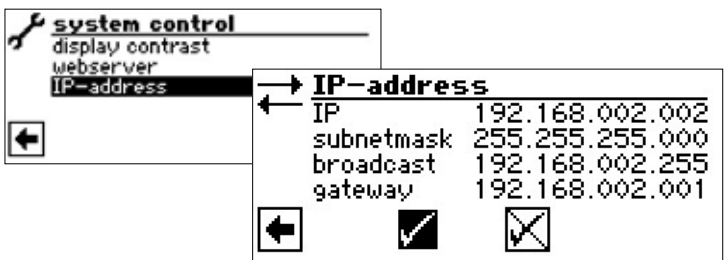 system control
display contrast
webserver
IP-address
IP-address
IP 192.168.002.002
subnetmask 255.255.255.000
broadcast 192.168.002.255
gateway 192.168.002.001